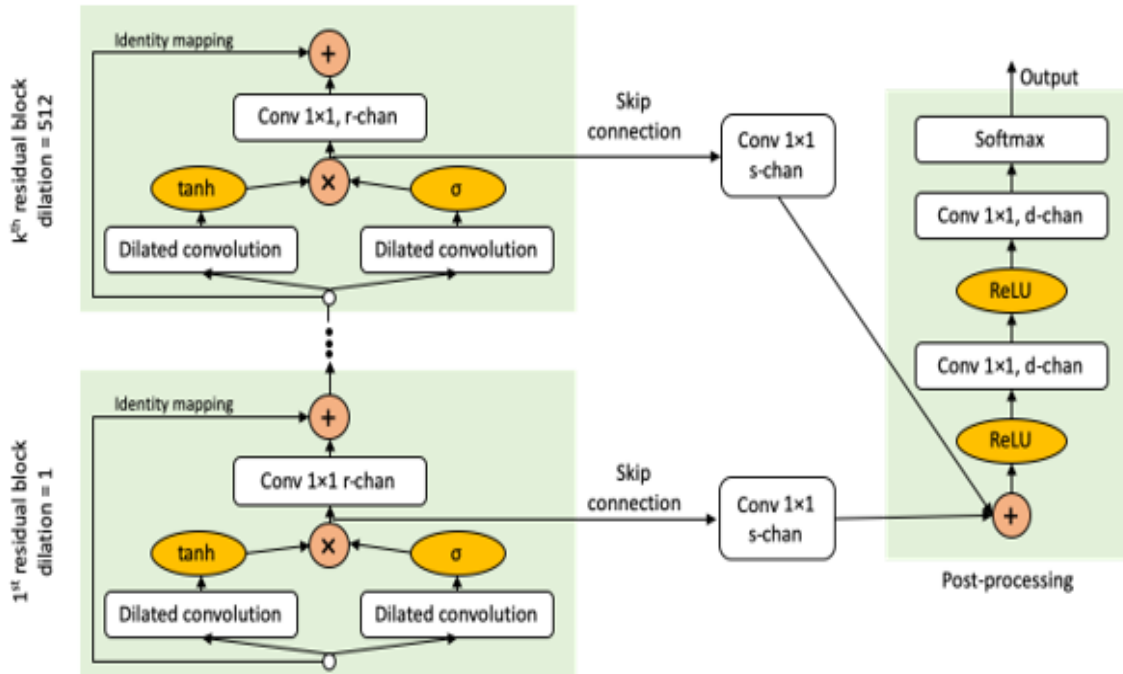 kth residual block
dilation = 512
Identity mapping
+
Conv 1×1, r-chan
tanh
×
σ
Dilated convolution
Dilated convolution
Skip
connection
Conv 1×1
s-chan
1st residual block
dilation = 1
Identity mapping
+
Conv 1×1 r-chan
tanh
×
σ
Dilated convolution
Dilated convolution
Skip
connection
Conv 1×1
s-chan
Output
Softmax
Conv 1×1, d-chan
ReLU
Conv 1×1, d-chan
ReLU
+
Post-processing